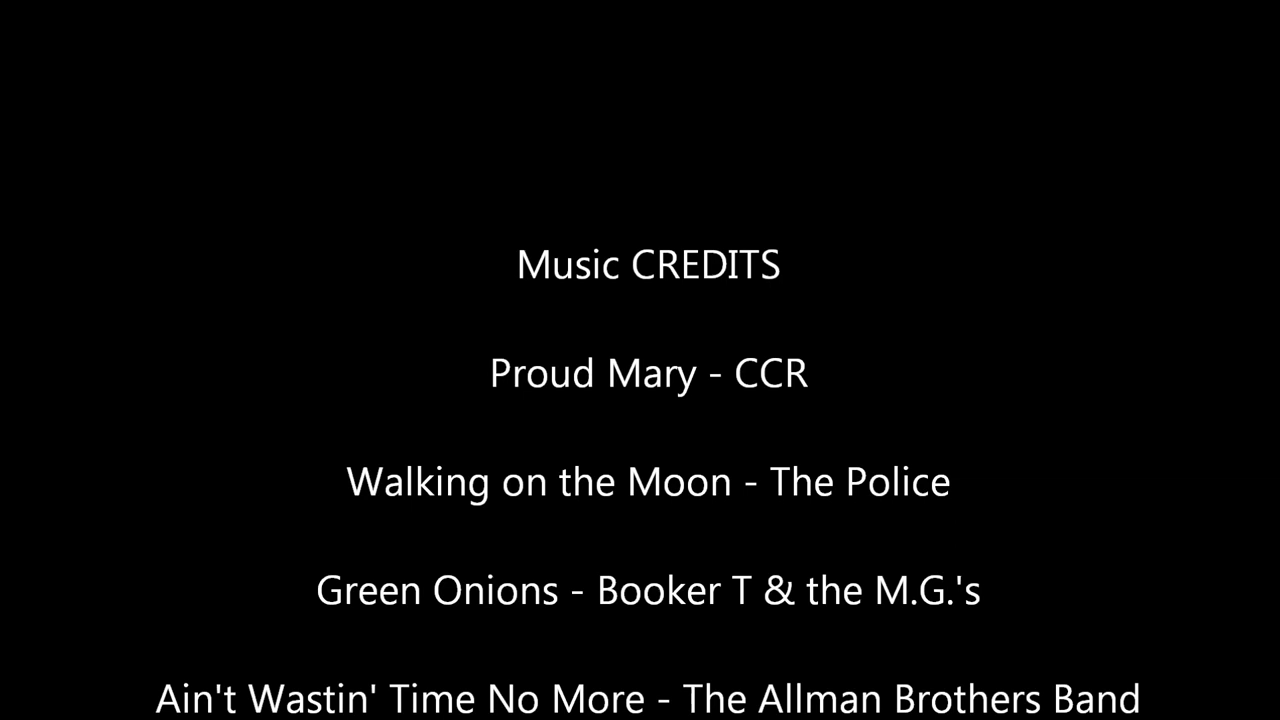 Music CREDITS
Proud Mary - CCR
Walking on the Moon - The Police
Green Onions - Booker T & the M.G.'s
Ain't Wastin' Time No More - The Allman Brothers Band